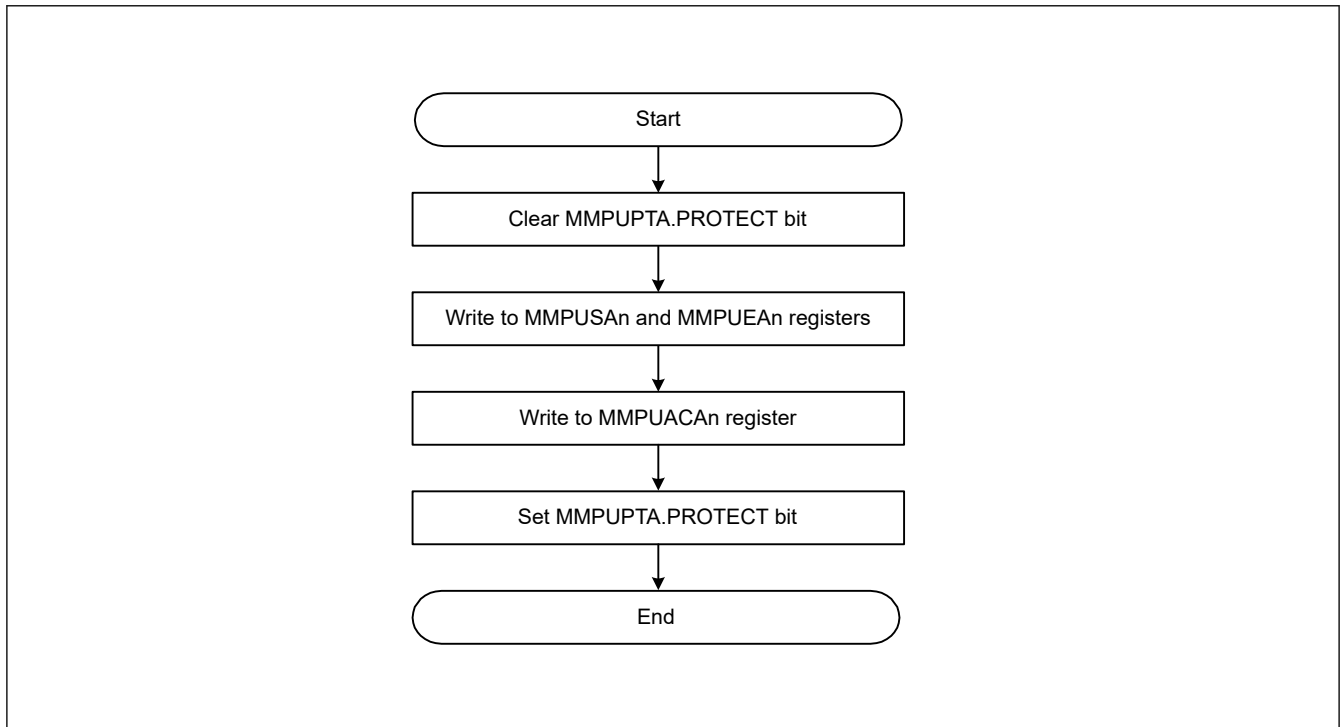 Start
Clear MMPUPTA.PROTECT bit
Write to MMPUSAn and MMPUEAn registers
Write to MMPUACAn register
Set MMPUPTA.PROTECT bit
End